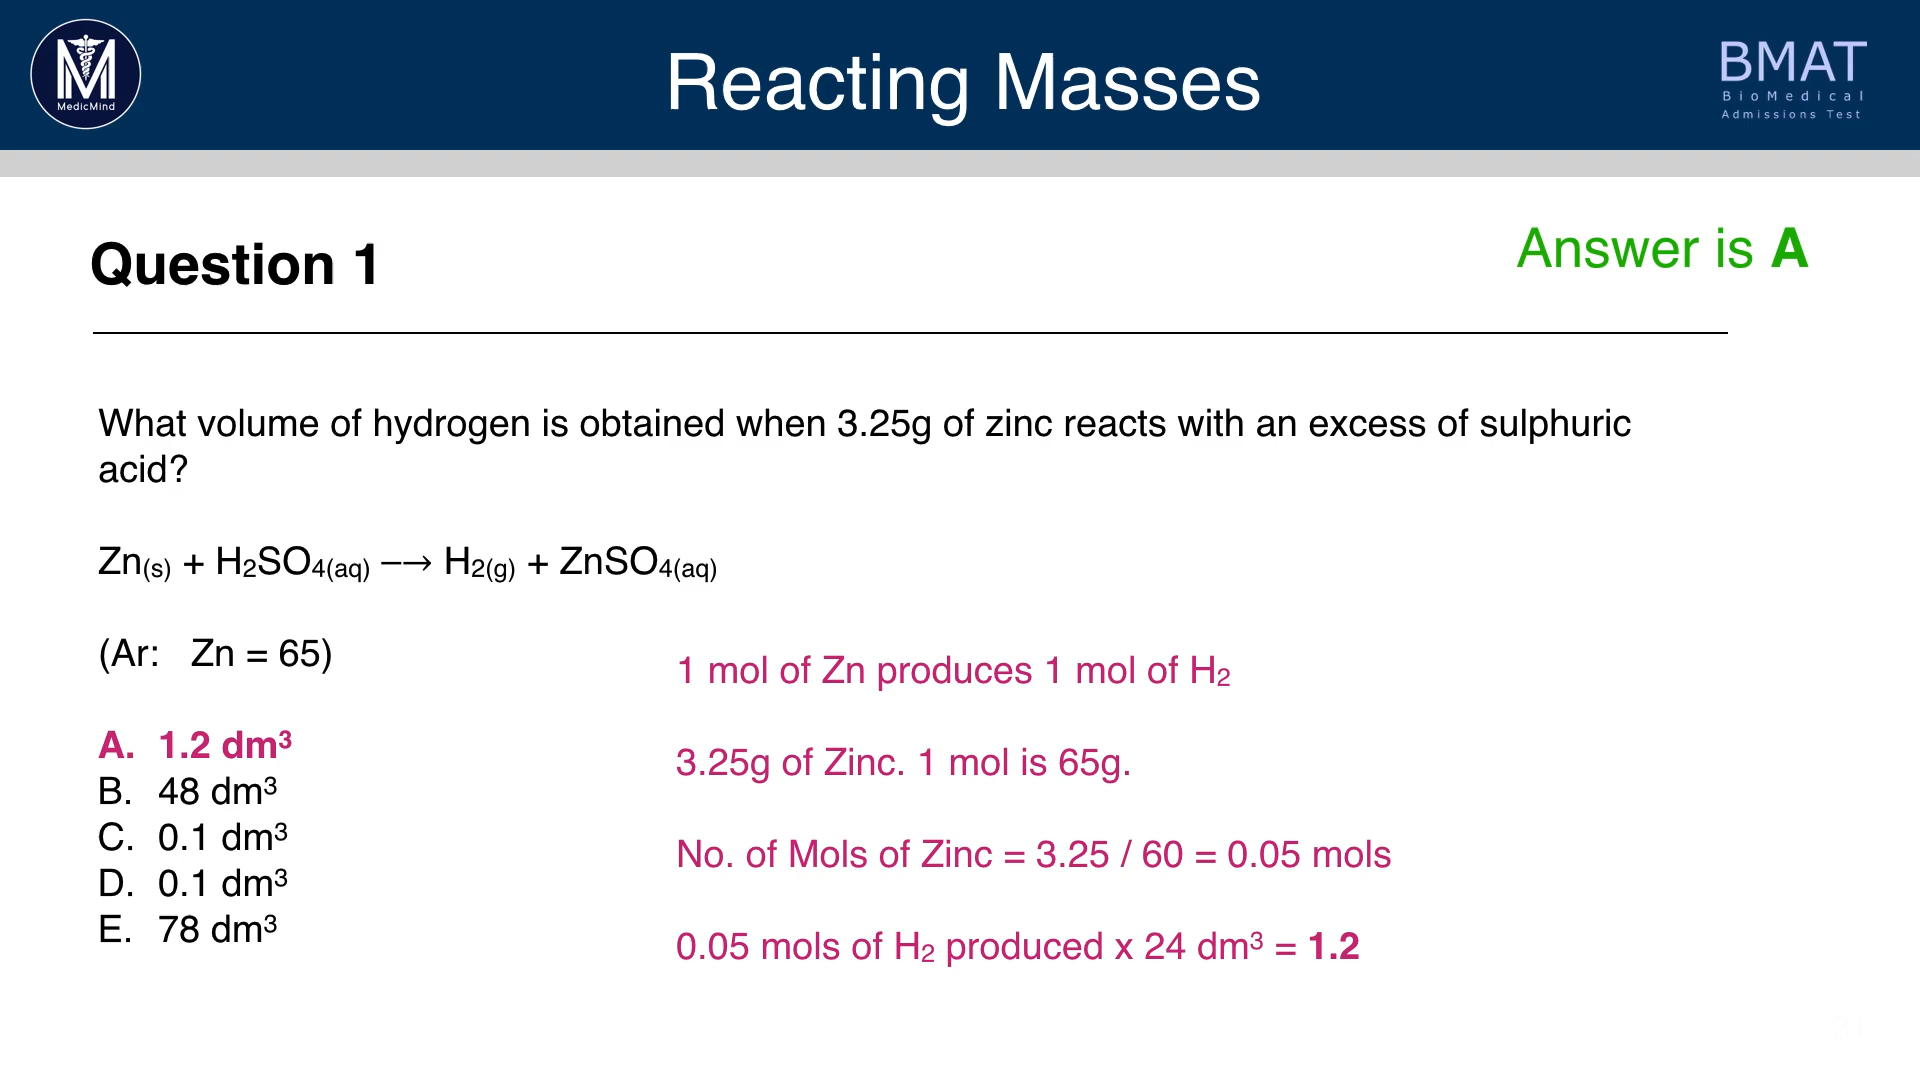 M
MedicMind
Reacting Masses
BMAT
BioMedical
Admissions Test
Question 1
Answer is A
What volume of hydrogen is obtained when 3.25g of zinc reacts with an excess of sulphuric
acid?
Zn(s) + H2SO4(aq) —→ H2(g) + ZnSO4(aq)
(Ar: Zn = 65)
A. 1.2 dm³
B. 48 dm³
C. 0.1 dm³
D. 0.1 dm³
E. 78 dm³
1 mol of Zn produces 1 mol of H2
3.25g of Zinc. 1 mol is 65g.
No. of Mols of Zinc = 3.25 / 60 = 0.05 mols
0.05 mols of H2 produced x 24 dm³ = 1.2